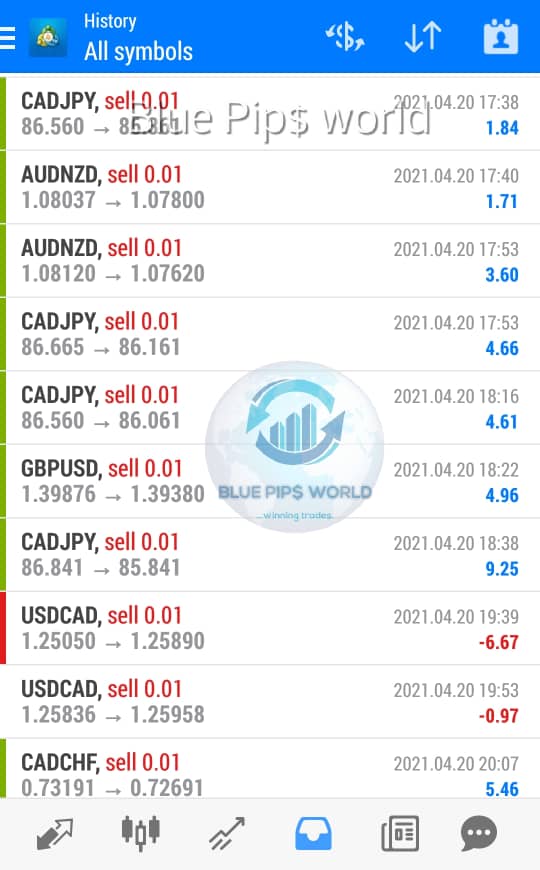 History
All symbols
CADJPY, sell 0.01
2021.04.20 17:38
86.560 →
1.84
Blue Pip$ world
AUDNZD, sell 0.01
2021.04.20 17:40
1.08037 → 1.07800
1.71
AUDNZD, sell 0.01
2021.04.20 17:53
1.08120 → 1.07620
3.60
CADJPY, sell 0.01
2021.04.20 17:53
86.665 → 86.161
4.66
CADJPY, sell 0.01
2021.04.20 18:16
86.560 → 86.061
4.61
GBPUSD, sell 0.01
2021.04.20 18:22
1.39876 → 1.39380
4.96
BLUE PIP$ WORLD
...winning trades.
CADJPY, sell 0.01
2021.04.20 18:38
86.841 → 85.841
9.25
USDCAD, sell 0.01
2021.04.20 19:39
1.25050 → 1.25890
-6.67
USDCAD, sell 0.01
2021.04.20 19:53
1.25836 → 1.25958
-0.97
CADCHF, sell 0.01
2021.04.20 20:07
0.73191 → 0.72691
5.46